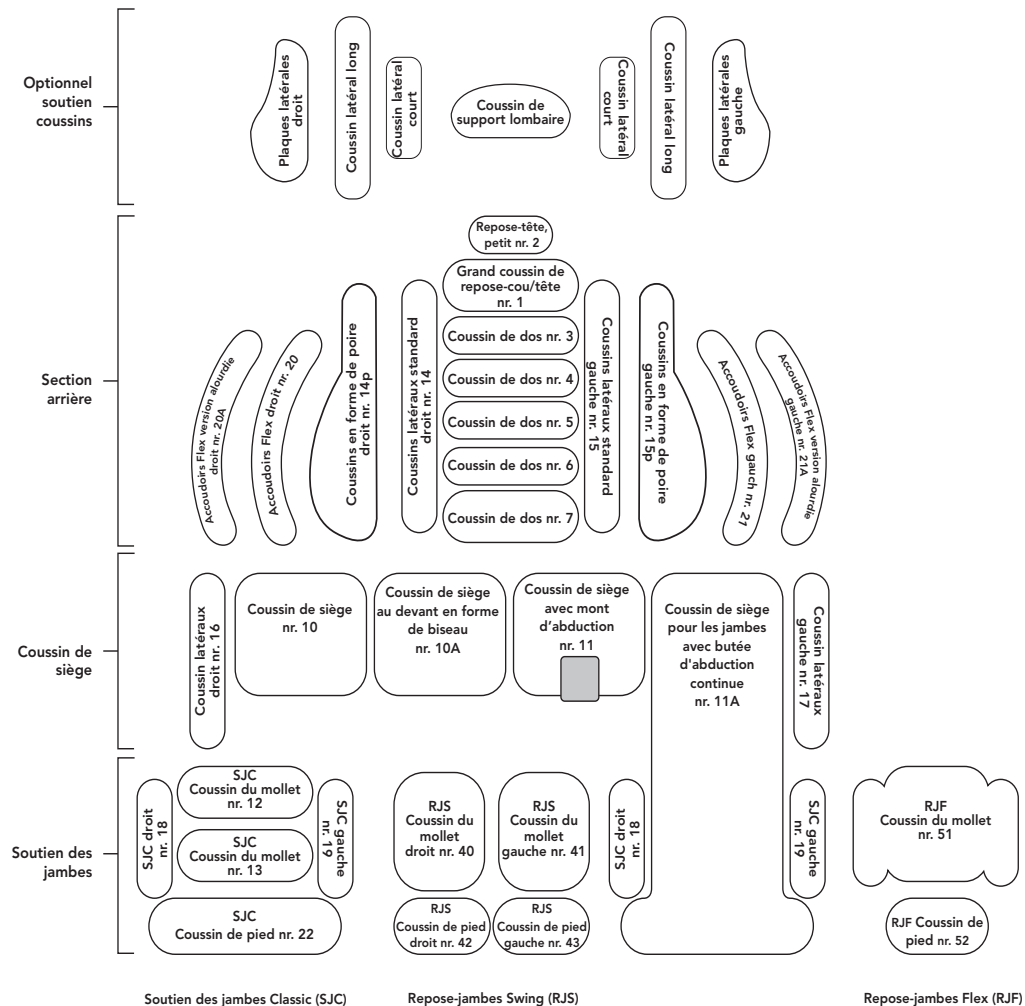 Optionnel
soutien
coussins
Plaques latérales
droit
Coussin latéral long
Coussin latéral
court
Coussin de
support lombaire
Coussin latéral
court
Coussin latéral long
Plaques latérales
gauche
Section
arrière
Repose-tête,
petit nr. 2
Grand coussin de
repose-cou/tête
nr. 1
Coussin de dos nr. 3
Coussin de dos nr. 4
Coussin de dos nr. 5
Coussin de dos nr. 6
Coussin de dos nr. 7
Accoudoirs Flex version alourdie
droit nr. 20A
Accoudoirs Flex droit nr. 20
Coussins en forme de poire
droit nr. 14p
Coussins latéraux standard
droit nr. 14
Coussins latéraux standard
gauche nr. 15
Coussins en forme de poire
gauche nr. 15p
Accoudoirs Flex gauch nr. 21
Accoudoirs Flex version alourdie
gauche nr. 21A
Coussin de
siège
Coussin latéraux
droit nr. 16
Coussin de siège
nr. 10
Coussin de siège
au devant en forme
de biseau
nr. 10A
Coussin de siège
avec mont
d'abduction
nr. 11
Coussin de siège
pour les jambes
avec butée
d'abduction
continue
nr. 11A
Coussin latéraux
gauche nr. 17
Soutien des
jambes
SJC droit
nr. 18
SJC
Coussin du mollet
nr. 12
SJC
Coussin du mollet
nr. 13
SJC gauche
nr. 19
SJC
Coussin de pied nr. 22
RJS
Coussin du
mollet
droit nr. 40
RJS
Coussin du
mollet
gauche nr. 41
RJS
Coussin de pied
droit nr. 42
RJS
Coussin de pied
gauche nr. 43
SJC droit
nr. 18
SJC gauche
nr. 19
RJF
Coussin du mollet
nr. 51
RJF Coussin de
pied nr. 52
Soutien des jambes Classic (SJC)
Repose-jambes Swing (RJS)
Repose-jambes Flex (RJF)